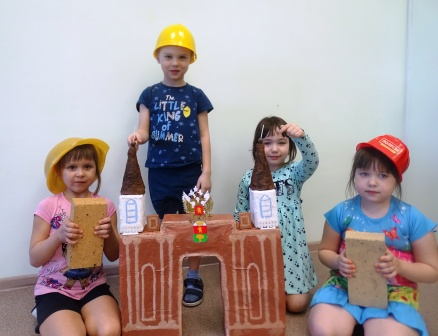 THE
LITTLE
KING
OF
SUMMER